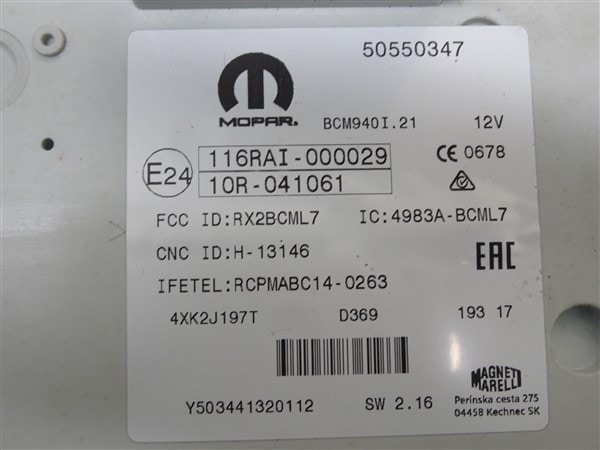 50550347
MOPAR.
BCM940I.21 12V
E24 116RAI-000029 CE 0678
10R-041061
FCC ID:RX2BCML7 IC:4983A-BCML7
CNC ID:H-13146 EAC
IFETEL:RCPMABC14-0263
4XK2J197T D369 193 17
MAGNETI
MARELLI
Perínska cesta 275
Y503441320112 SW 2.16 04458 Kechnec SK